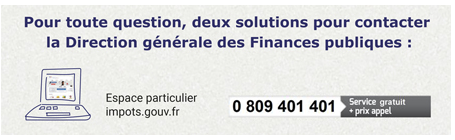 Pour toute question, deux solutions pour contacter
la Direction générale des Finances publiques :
Espace particulier
impots.gouv.fr
0 809 401 401
Service gratuit
+ prix appel